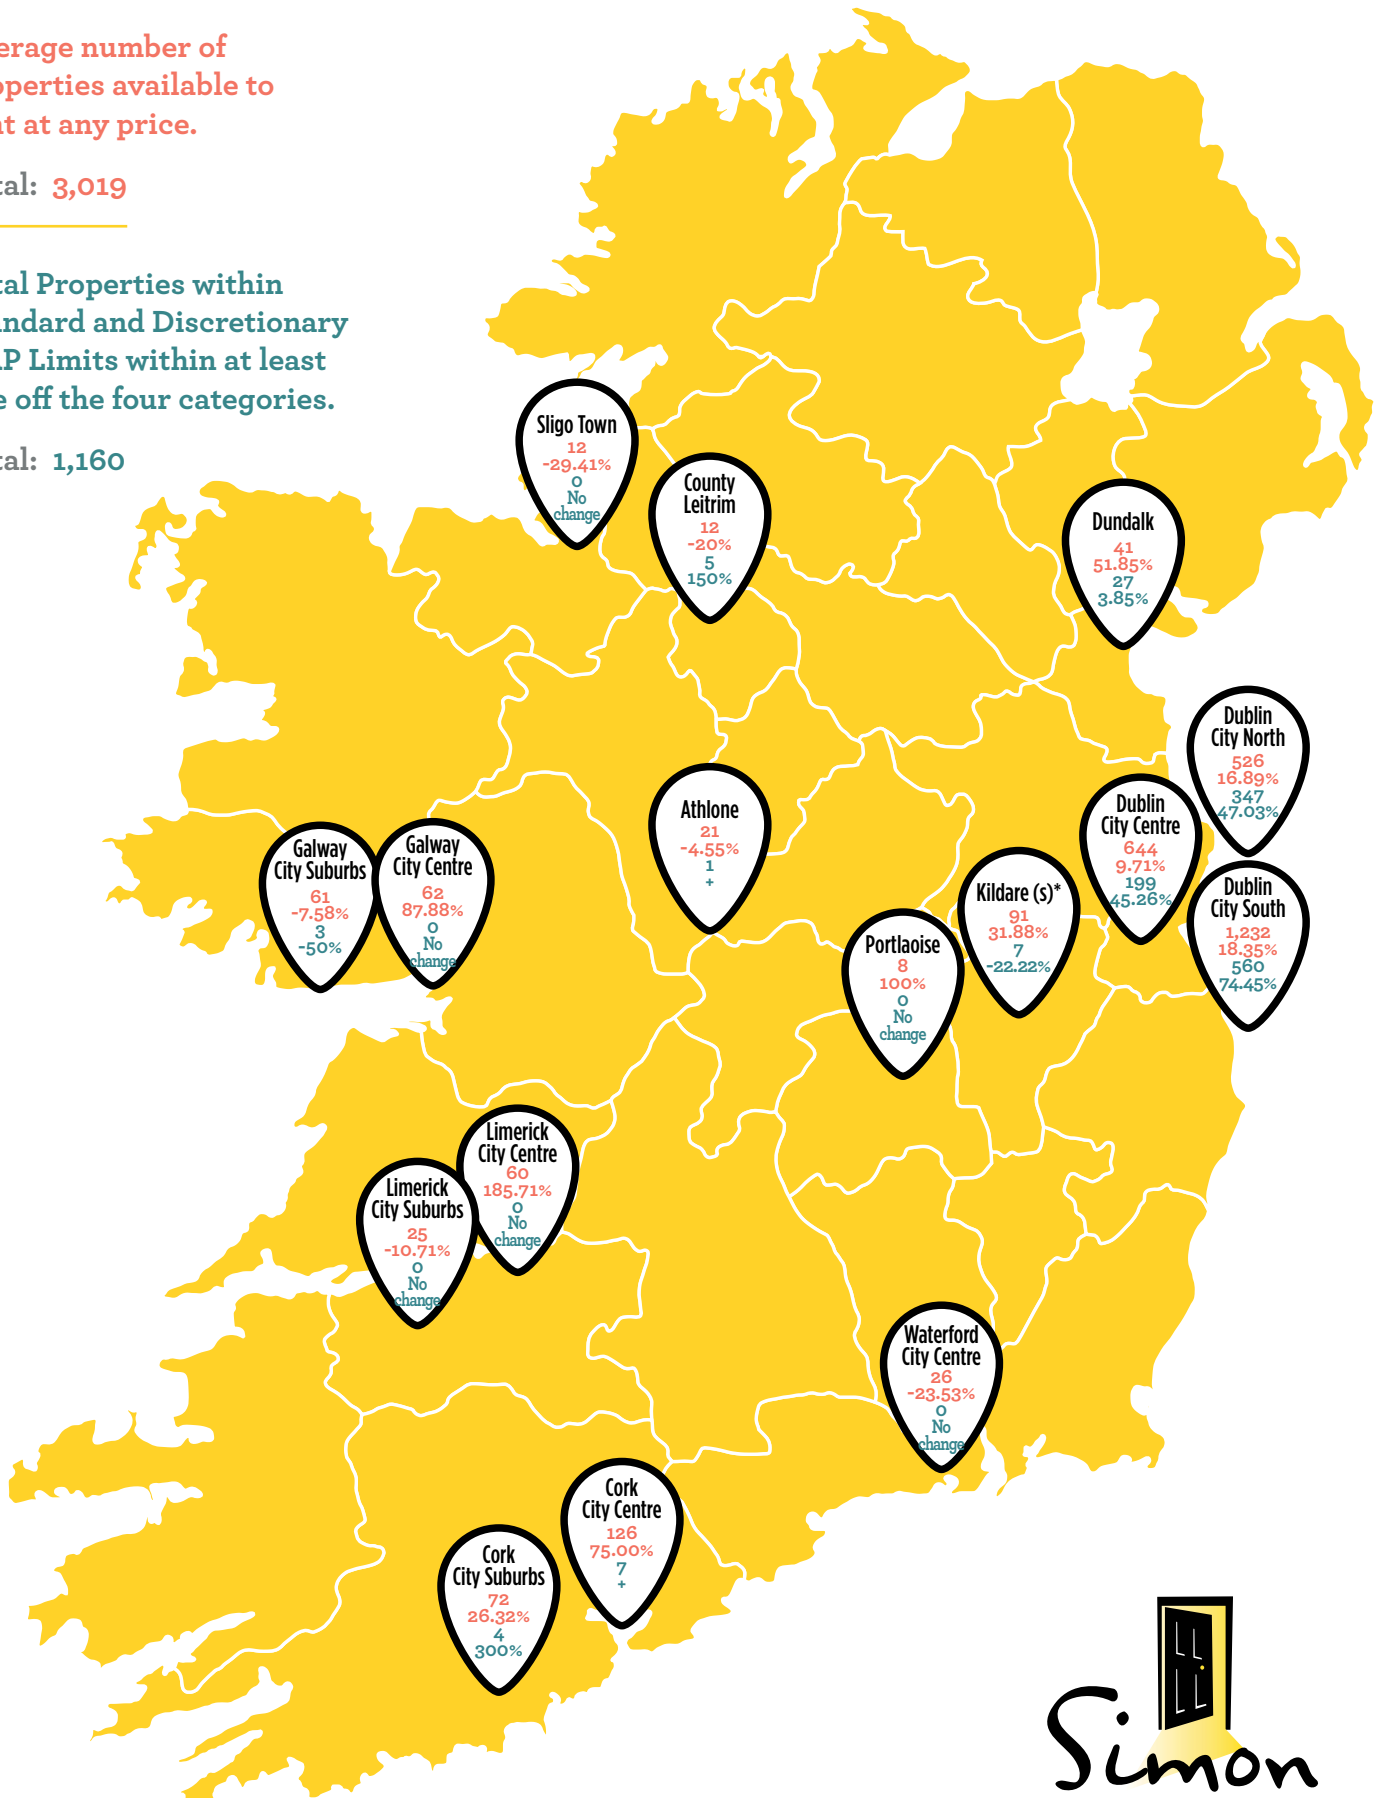 erage number of
operties available to
nt at any price.
tal: 3,019
tal Properties within
andard and Discretionary
AP Limits within at least
e off the four categories.
tal: 1,160
Sligo Town
12
-29.41%
0
No
change
County
Leitrim
12
-20%
5
150%
Dundalk
41
51.85%
27
3.85%
Dublin
City North
526
16.89%
347
47.03%
Athlone
21
-4.55%
1
+
Dublin
City Centre
644
9.71%
199
45.26%
Galway
City Suburbs
61
-7.58%
3
-50%
Galway
City Centre
62
87.88%
0
No
change
Kildare (s)*
91
31.88%
7
-22.22%
Dublin
City South
1,232
18.35%
560
74.45%
Portlaoise
8
100%
0
No
change
Limerick
City Centre
60
185.71%
0
No
change
Limerick
City Suburbs
25
-10.71%
0
No
change
Waterford
City Centre
26
-23.53%
0
No
change
Cork
City Centre
126
75.00%
7
+
Cork
City Suburbs
72
26.32%
4
300%
Simon